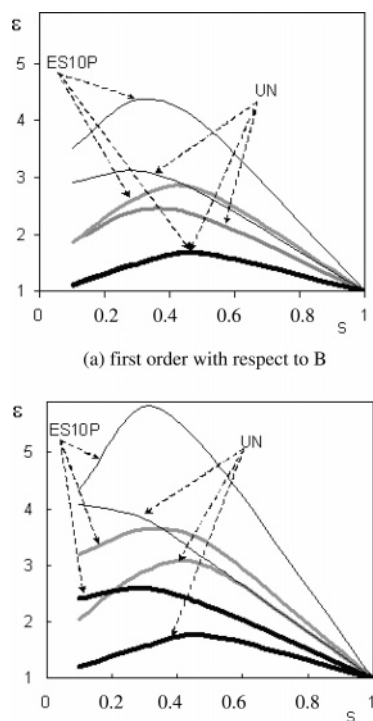 ε
ES10P
5
UN
4
3
2
1
0 0.2 0.4 0.6 0.8 1
S
(a) first order with respect to B
ε
ES10P
UN
5
4
3
2
1
0 0.2 0.4 0.6 0.8 1
S